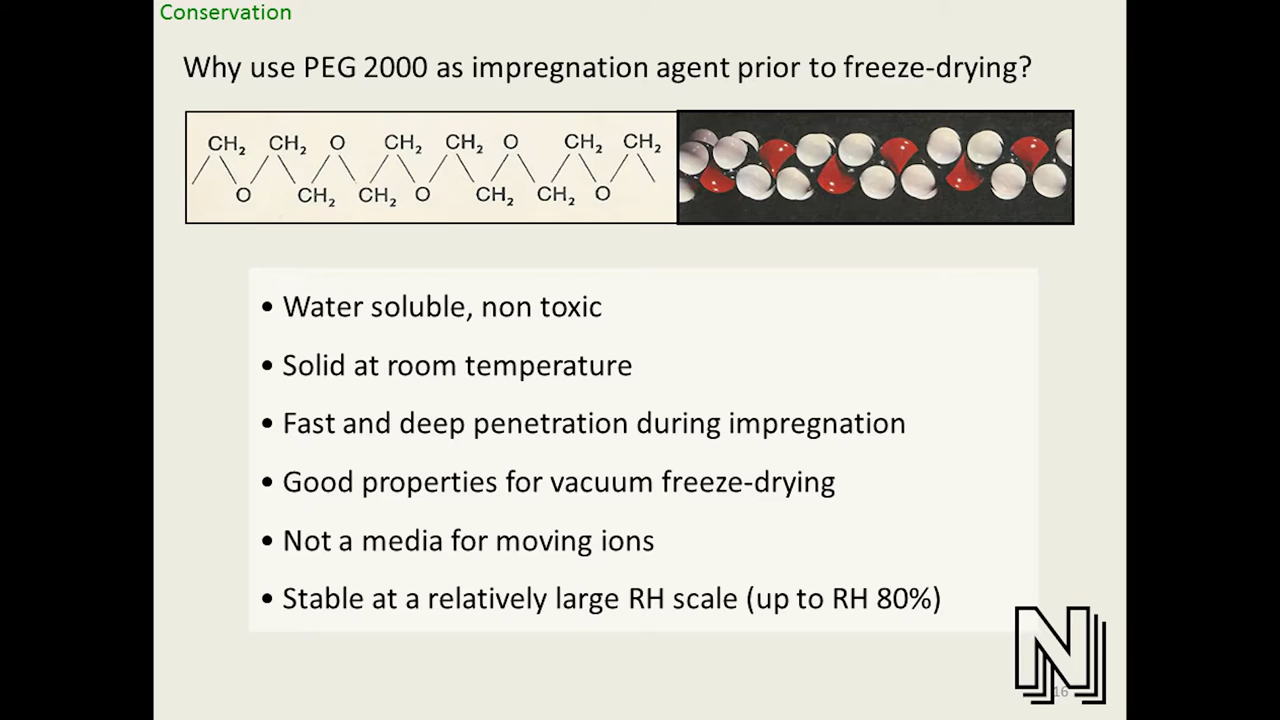 Conservation
Why use PEG 2000 as impregnation agent prior to freeze-drying?
CH₂ CH₂ O CH₂ CH₂ O CH₂ CH₂
O CH₂ CH₂ O CH₂ CH₂ O
• Water soluble, non toxic
• Solid at room temperature
• Fast and deep penetration during impregnation
• Good properties for vacuum freeze-drying
• Not a media for moving ions
• Stable at a relatively large RH scale (up to RH 80%)
N
16